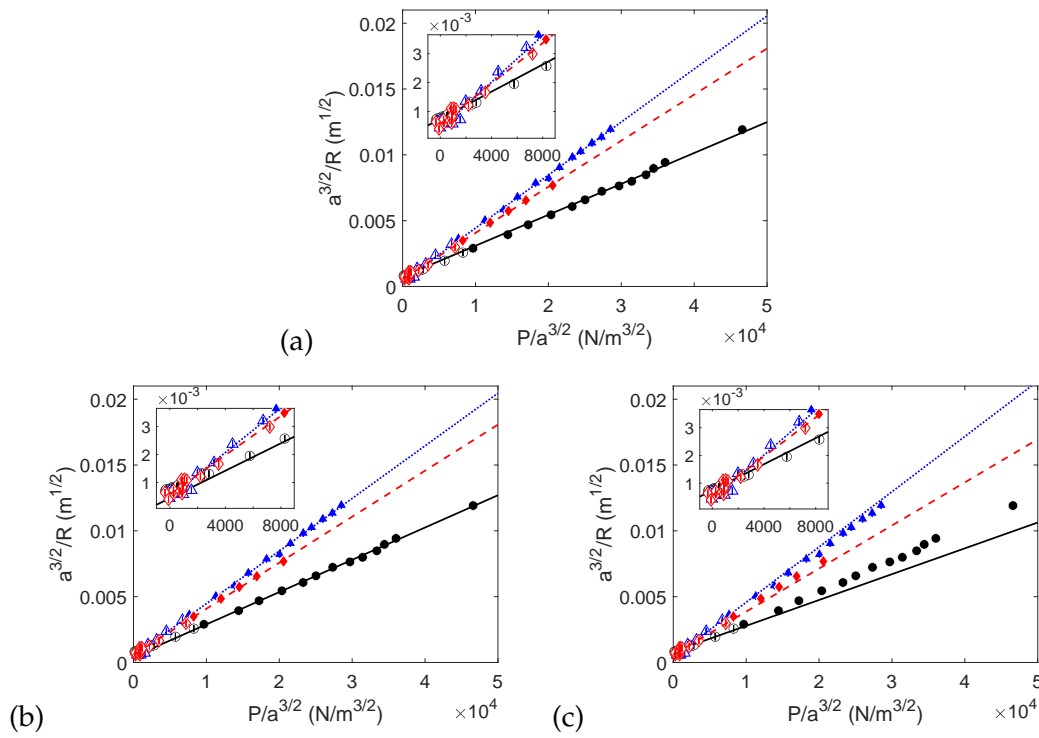 0.02
0.015
0.01
0.005
0
a^{3/2}/R (m^{1/2})
×10^{-3}
3
2
1
0 4000 8000
0 1 2 3 4 5
×10^4
P/a^{3/2} (N/m^{3/2})
(a)
0.02
0.015
0.01
0.005
0
a^{3/2}/R (m^{1/2})
×10^{-3}
3
2
1
0 4000 8000
0 1 2 3 4 5
×10^4
P/a^{3/2} (N/m^{3/2})
(b)
0.02
0.015
0.01
0.005
0
a^{3/2}/R (m^{1/2})
×10^{-3}
3
2
1
0 4000 8000
0 1 2 3 4 5
×10^4
P/a^{3/2} (N/m^{3/2})
(c)